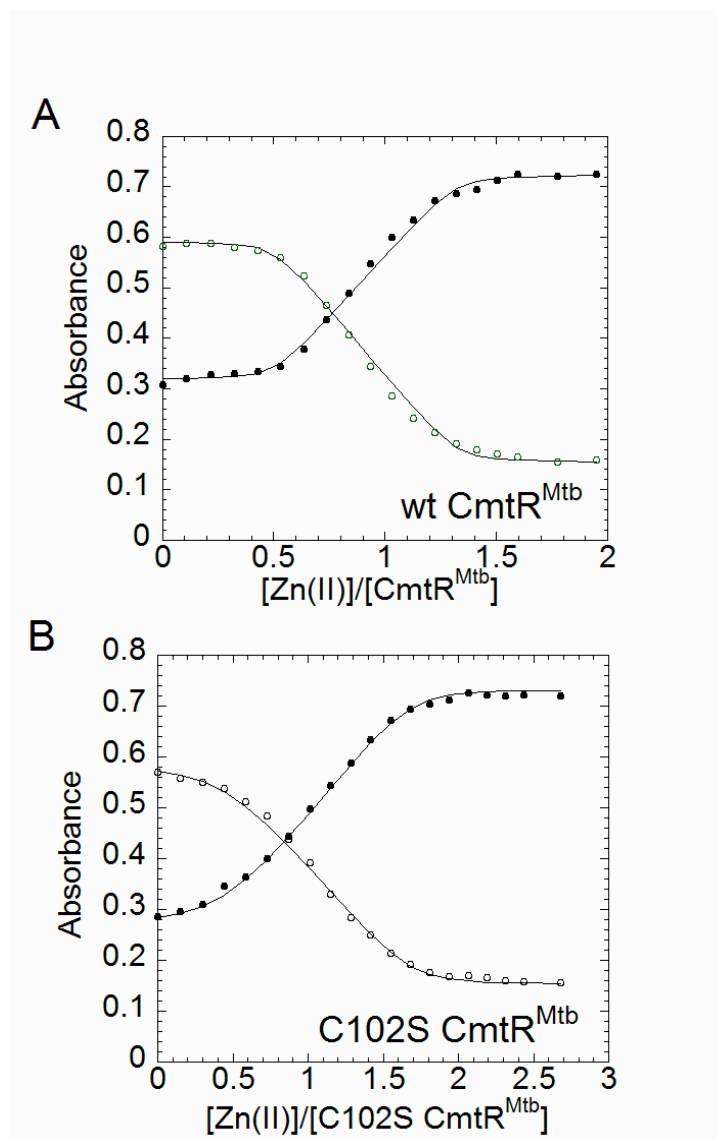 A
0.8
0.7
0.6
0.5
0.4
0.3
0.2
0.1
0
Absorbance
wt CmtR^Mtb
0 0.5 1 1.5 2
[Zn(II)]/[CmtR^Mtb]
B
0.8
0.7
0.6
0.5
0.4
0.3
0.2
0.1
0
Absorbance
C102S CmtR^Mtb
0 0.5 1 1.5 2 2.5 3
[Zn(II)]/[C102S CmtR^Mtb]